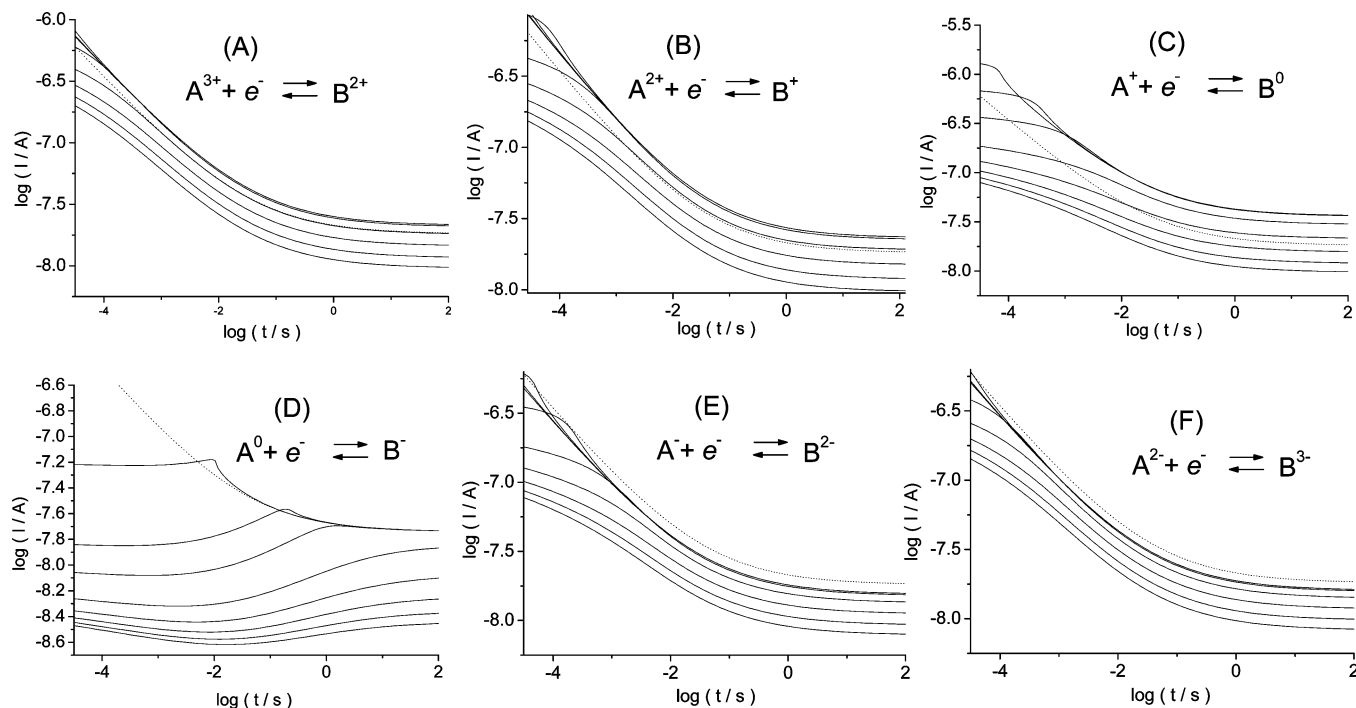 (A)
A3+ + e- ⇄ B2+
log ( I / A)
-6.0
-6.5
-7.0
-7.5
-8.0
-4 -2 0 2
log ( t / s )
(B)
A2+ + e- ⇄ B+
log ( I / A)
-6.5
-7.0
-7.5
-8.0
-4 -2 0 2
log ( t / s )
(C)
A+ + e- ⇄ B0
log ( I / A)
-5.5
-6.0
-6.5
-7.0
-7.5
-8.0
-4 -2 0 2
log ( t / s )
(D)
A0 + e- ⇄ B-
log ( I / A)
-6.6
-6.8
-7.0
-7.2
-7.4
-7.6
-7.8
-8.0
-8.2
-8.4
-8.6
-4 -2 0 2
log ( t / s )
(E)
A- + e- ⇄ B2-
log ( I / A)
-6.5
-7.0
-7.5
-8.0
-4 -2 0 2
log ( t / s )
(F)
A2- + e- ⇄ B3-
log ( I / A)
-6.5
-7.0
-7.5
-8.0
-4 -2 0 2
log ( t / s )